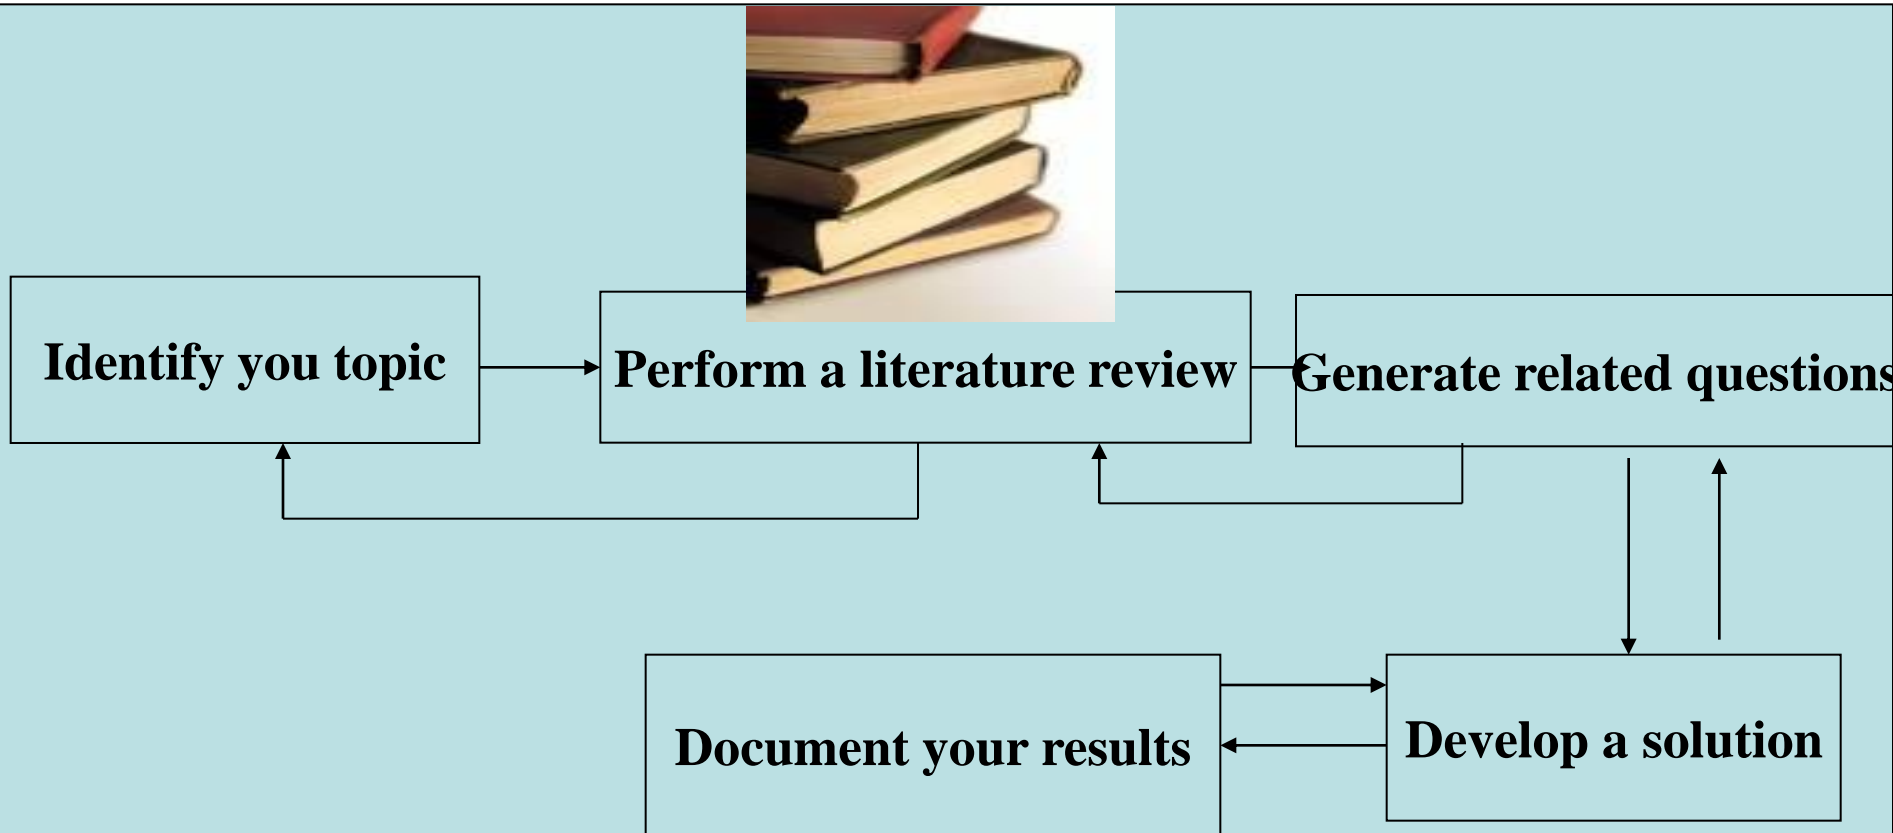 Identify you topic
Perform a literature review
Generate related questions
Document your results
Develop a solution